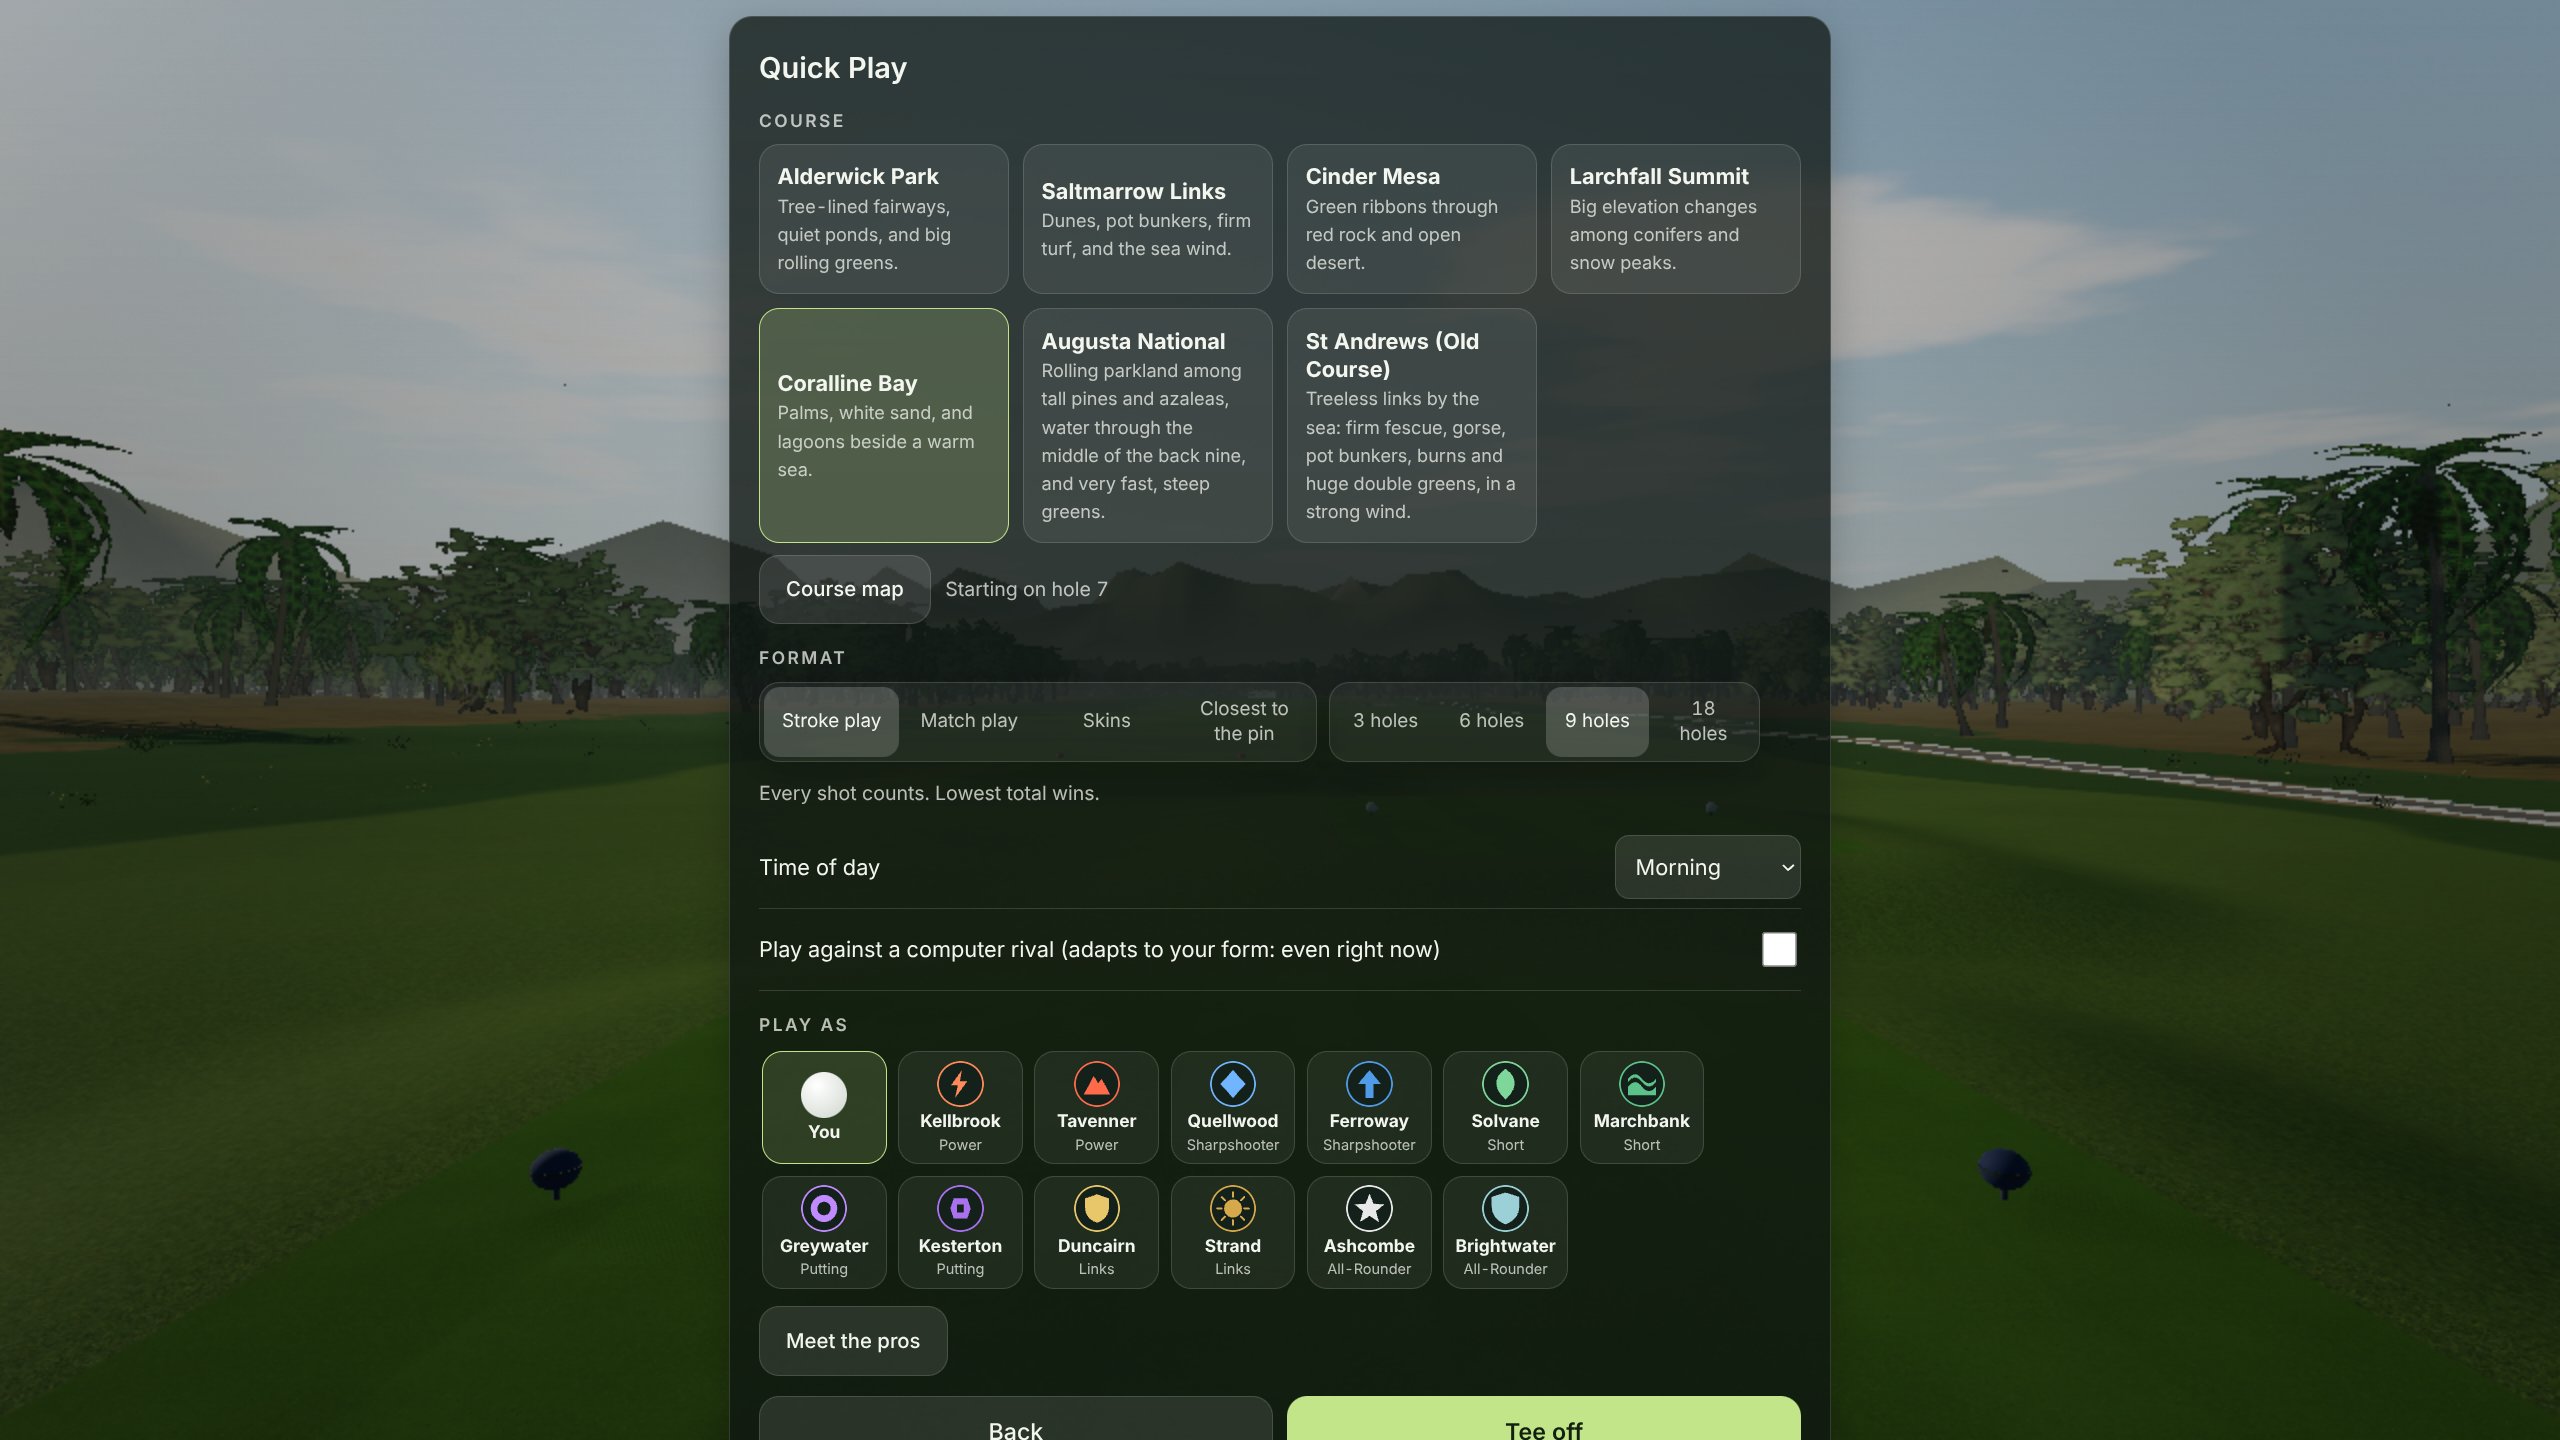 Quick Play
COURSE
Alderwick Park
Tree-lined fairways,
quiet ponds, and big
rolling greens.
Saltmarrow Links
Dunes, pot bunkers, firm
turf, and the sea wind.
Cinder Mesa
Green ribbons through
red rock and open
desert.
Larchfall Summit
Big elevation changes
among conifers and
snow peaks.
Coralline Bay
Palms, white sand, and
lagoons beside a warm
sea.
Augusta National
Rolling parkland among
tall pines and azaleas,
water through the
middle of the back nine,
and very fast, steep
greens.
St Andrews (Old
Course)
Treeless links by the
sea: firm fescue, gorse,
pot bunkers, burns and
huge double greens, in a
strong wind.
Course map
Starting on hole 7
FORMAT
Stroke play
Match play
Skins
Closest to
the pin
3 holes
6 holes
9 holes
18
holes
Every shot counts. Lowest total wins.
Time of day
Morning
Play against a computer rival (adapts to your form: even right now)
PLAY AS
You
Kellbrook
Power
Tavenner
Power
Quellwood
Sharpshooter
Ferroway
Sharpshooter
Solvane
Short
Marchbank
Short
Greywater
Putting
Kesterton
Putting
Duncairn
Links
Strand
Links
Ashcombe
All-Rounder
Brightwater
All-Rounder
Meet the pros
Back
Tee off